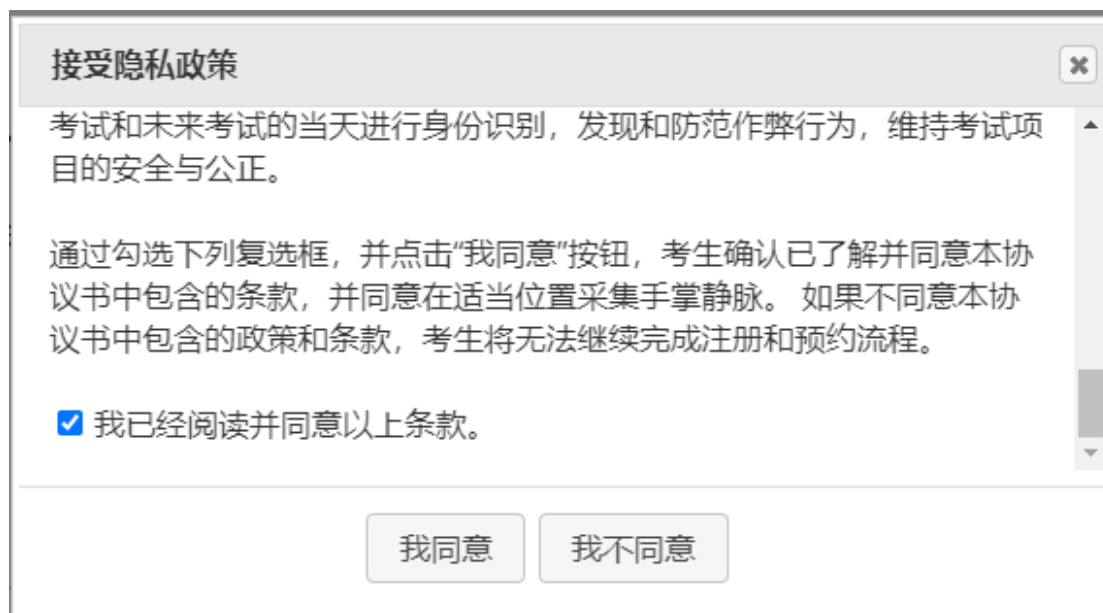 接受隐私政策
考试和未来考试的当天进行身份识别，发现和防范作弊行为，维持考试项
目的安全与公正。
通过勾选下列复选框，并点击“我同意”按钮，考生确认已了解并同意本协
议书中包含的条款，并同意在适当位置采集手掌静脉。 如果不同意本协
议书中包含的政策和条款，考生将无法继续完成注册和预约流程。
我已经阅读并同意以上条款。
我同意
我不同意